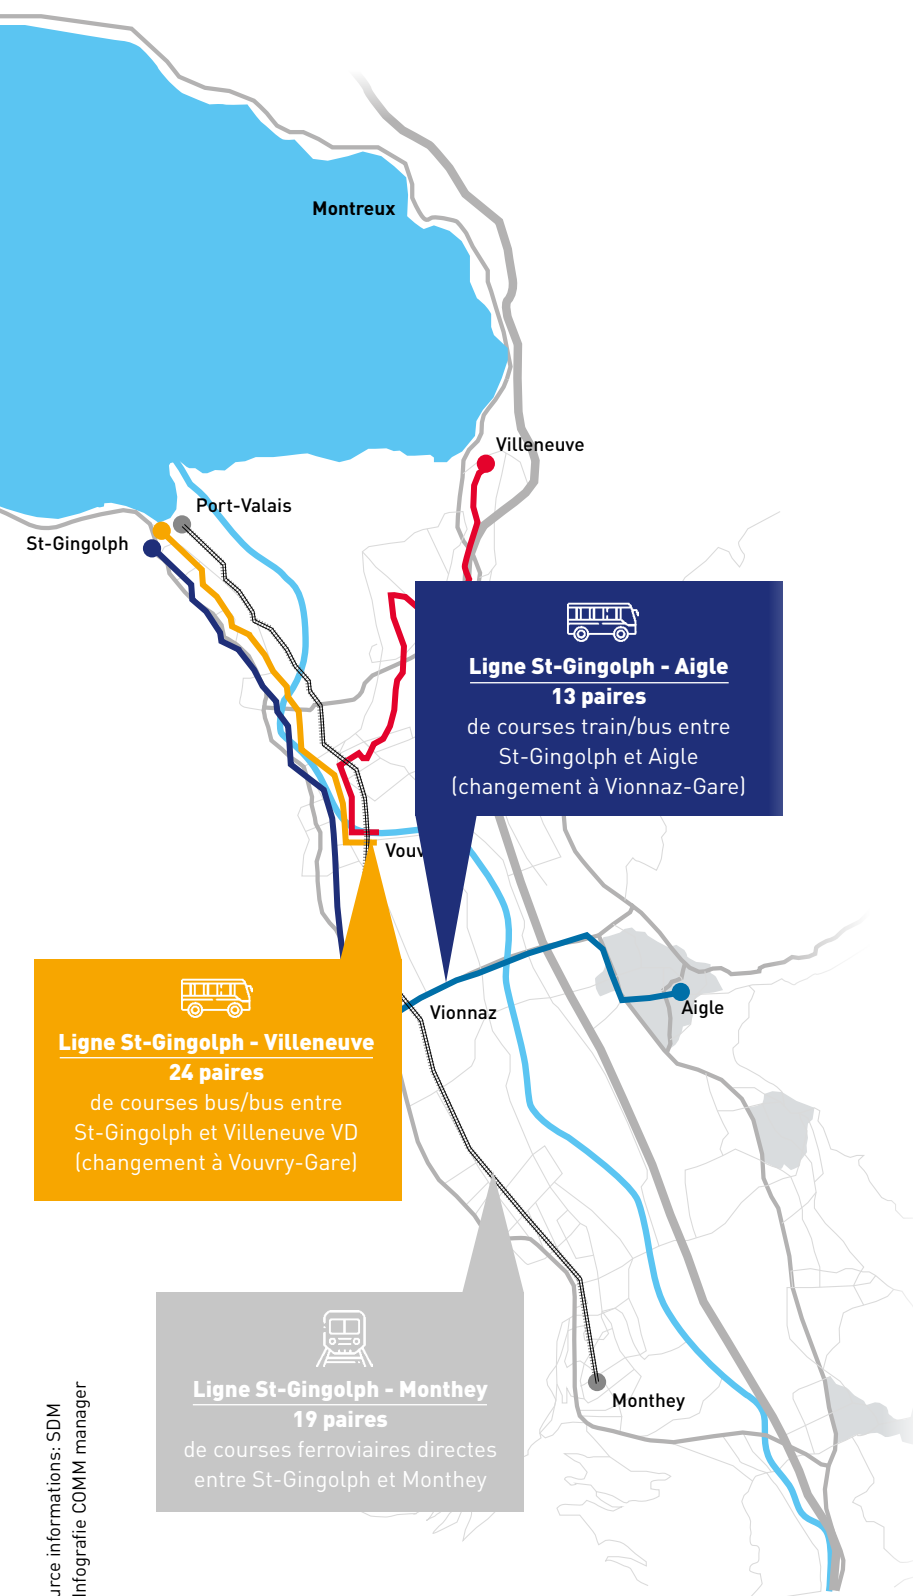 Montreux
Villeneuve
Port-Valais
St-Gingolph
Ligne St-Gingolph - Aigle
13 paires
de courses train/bus entre
St-Gingolph et Aigle
(changement à Vionnaz-Gare)
Aigle
Vionnaz
Ligne St-Gingolph - Villeneuve
24 paires
de courses bus/bus entre
St-Gingolph et Villeneuve VD
(changement à Vouvry-Gare)
Ligne St-Gingolph - Monthey
19 paires
de courses ferroviaires directes
entre St-Gingolph et Monthey
Monthey
informations: SDM
Infografie COMM manager